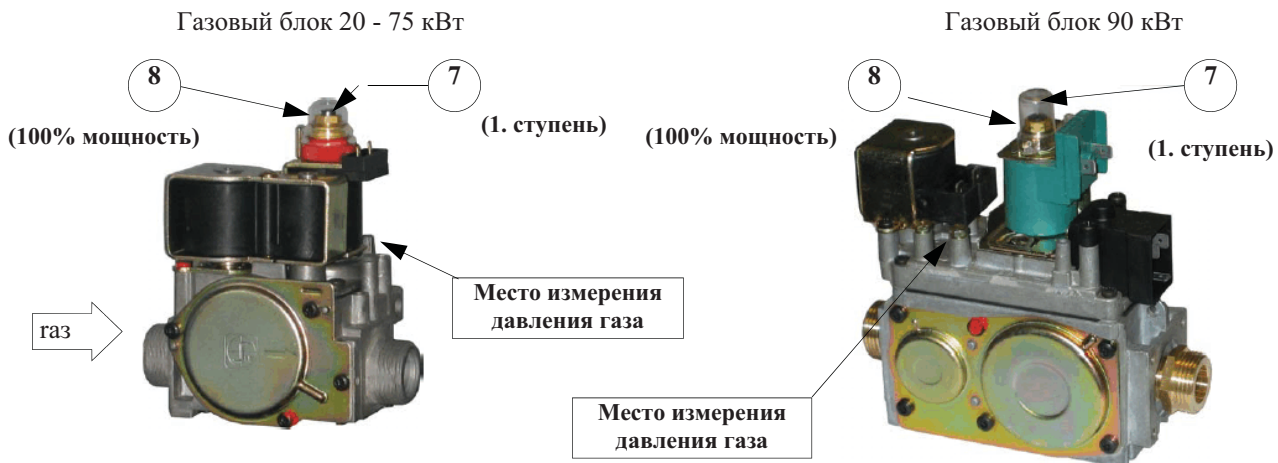 Газовый блок 20 - 75 кВт
Газовый блок 90 кВт
8
7
8
7
(100% мощность)
(1. ступень)
(100% мощность)
(1. ступень)
Место измерения
давления газа
газ
Место измерения
давления газа